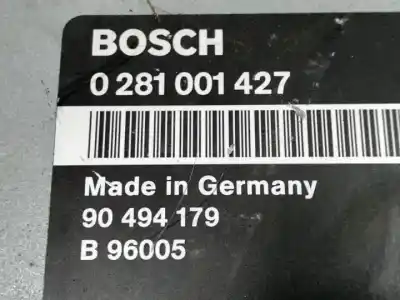 BOSCH
0 281 001 427
Made in Germany
90 494 179
B 96005